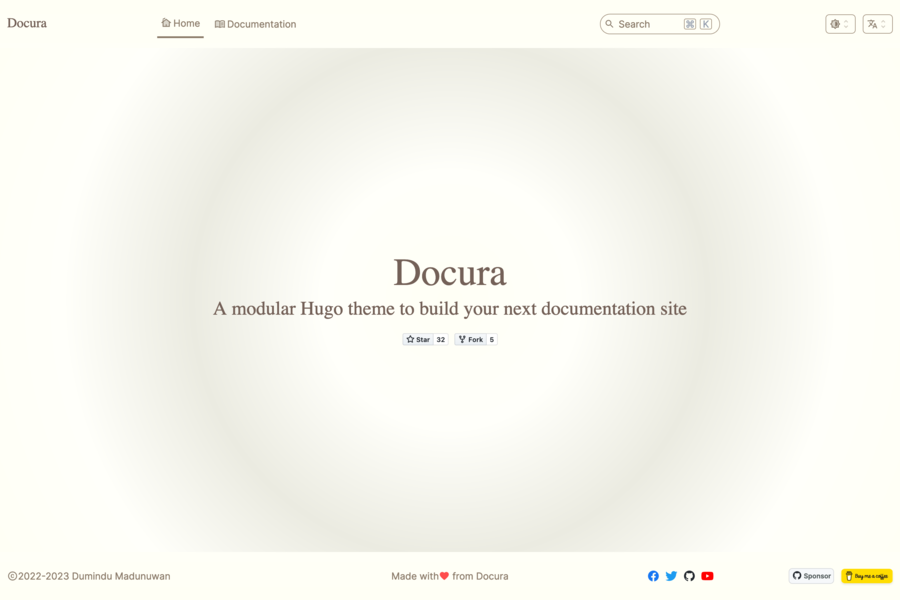 Docura
Home
Documentation
Search
⌘ K
Docura
A modular Hugo theme to build your next documentation site
Star 32
Fork 5
©2022-2023 Dumindu Madunuwan
Made with❤ from Docura
Sponsor
Buy me a coffee